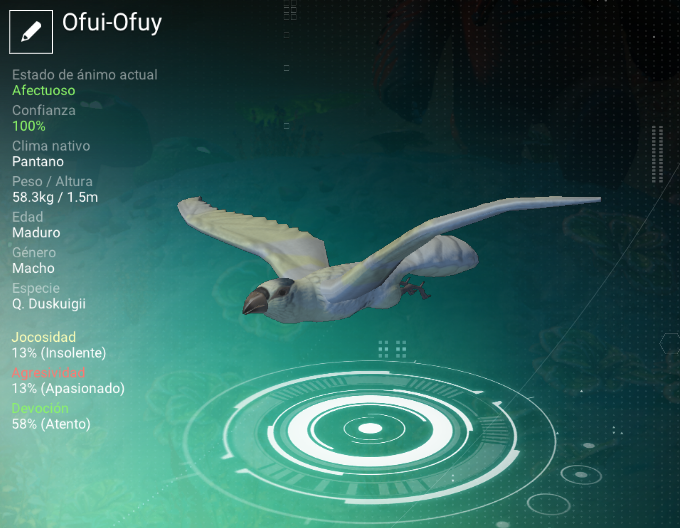 Ofui-Ofuy
Estado de ánimo actual
Afectuoso
Confianza
100%
Clima nativo
Pantano
Peso / Altura
58.3kg / 1.5m
Edad
Maduro
Género
Macho
Especie
Q. Duskuigii
Jocosidad
13% (Insolente)
Agresividad
13% (Apasionado)
Devoción
58% (Atento)